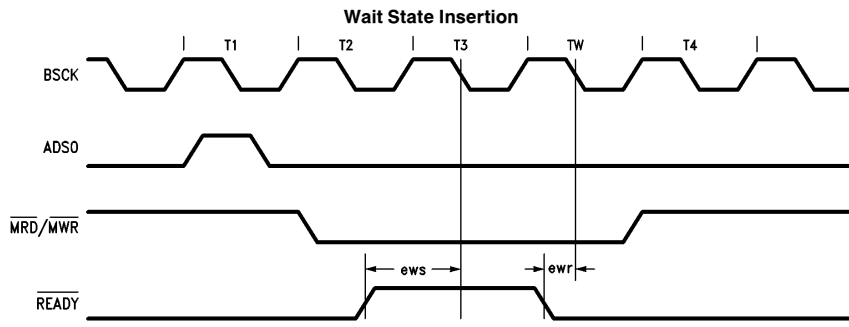 Wait State Insertion
T1 T2 T3 TW T4
BSCK
ADS0
MRD/MWR
ews
ewr
READY